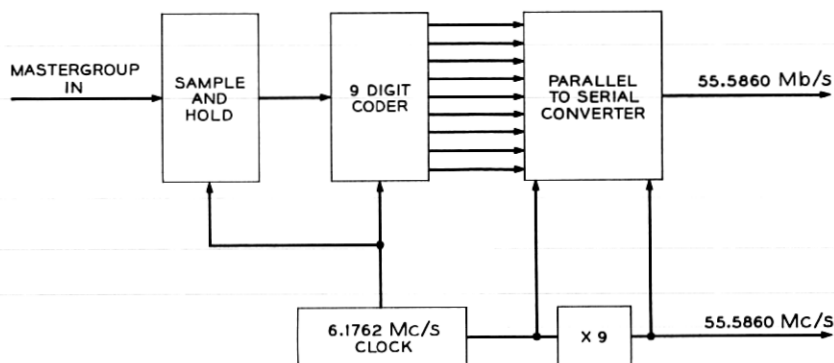 MASTERGROUP
IN
SAMPLE
AND
HOLD
9 DIGIT
CODER
PARALLEL
TO SERIAL
CONVERTER
55.5860 Mb/s
6.1762 Mc/s
CLOCK
X 9
55.5860 Mc/s